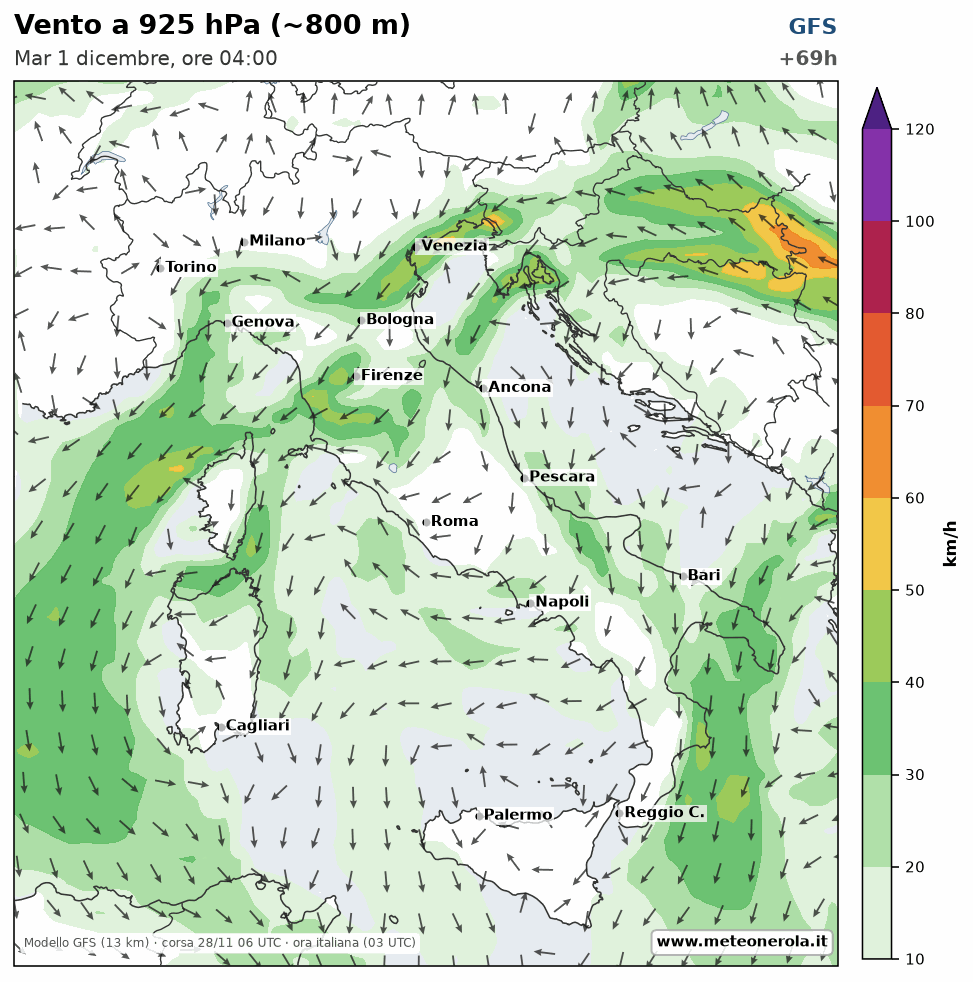 Vento a 925 hPa (~800 m)
GFS
Mar 1 dicembre, ore 04:00
+69h
120
100
80
70
60
50
40
30
20
10
km/h
Milano
Venezia
Torino
Genova
Bologna
Firenze
Ancona
Pescara
Roma
Bari
Napoli
Cagliari
Palermo
Reggio C.
Modello GFS (13 km) · corsa 28/11 06 UTC · ora italiana (03 UTC)
www.meteonerola.it